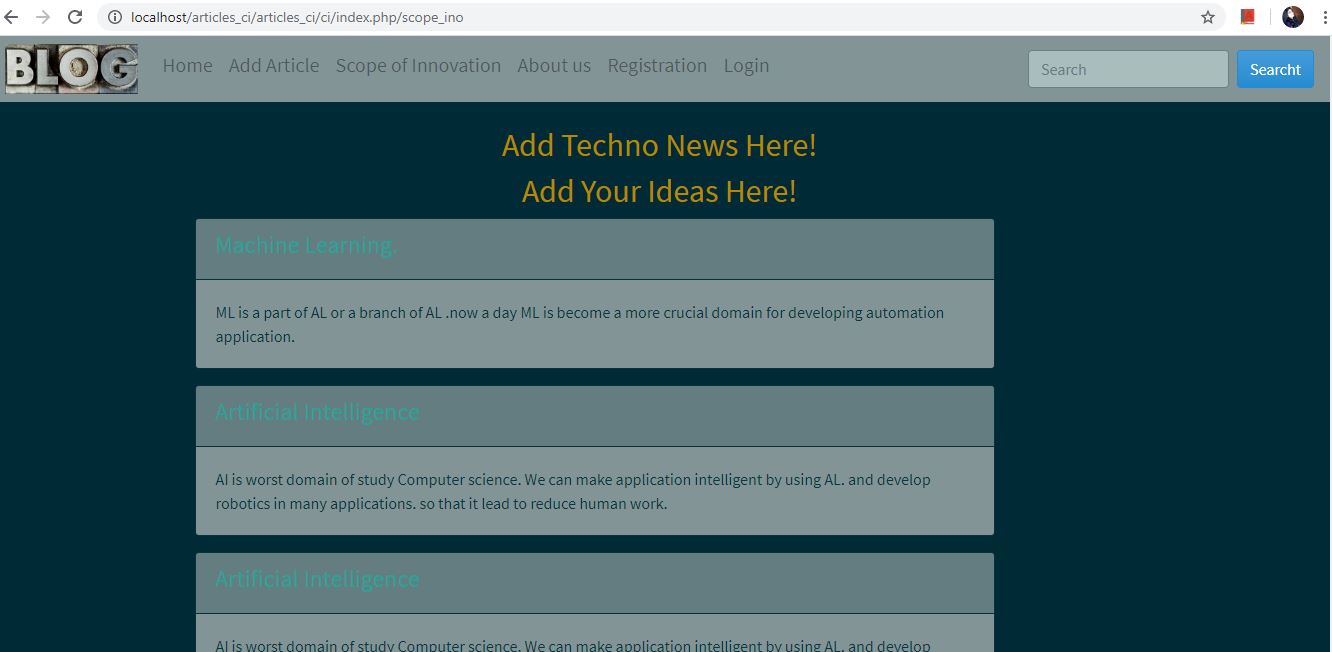 localhost/articles_ci/articles_ci/ci/index.php/scope_ino
BLOG Home Add Article Scope of Innovation About us Registration Login Search Searcht
Add Techno News Here!
Add Your Ideas Here!
Machine Learning.
ML is a part of AL or a branch of AL .now a day ML is become a more crucial domain for developing automation
application.
Artificial Intelligence
AI is worst domain of study Computer science. We can make application intelligent by using AL. and develop
robotics in many applications. so that it lead to reduce human work.
Artificial Intelligence
AI is worst domain of study Computer science. We can make application intelligent by using AL. and develop